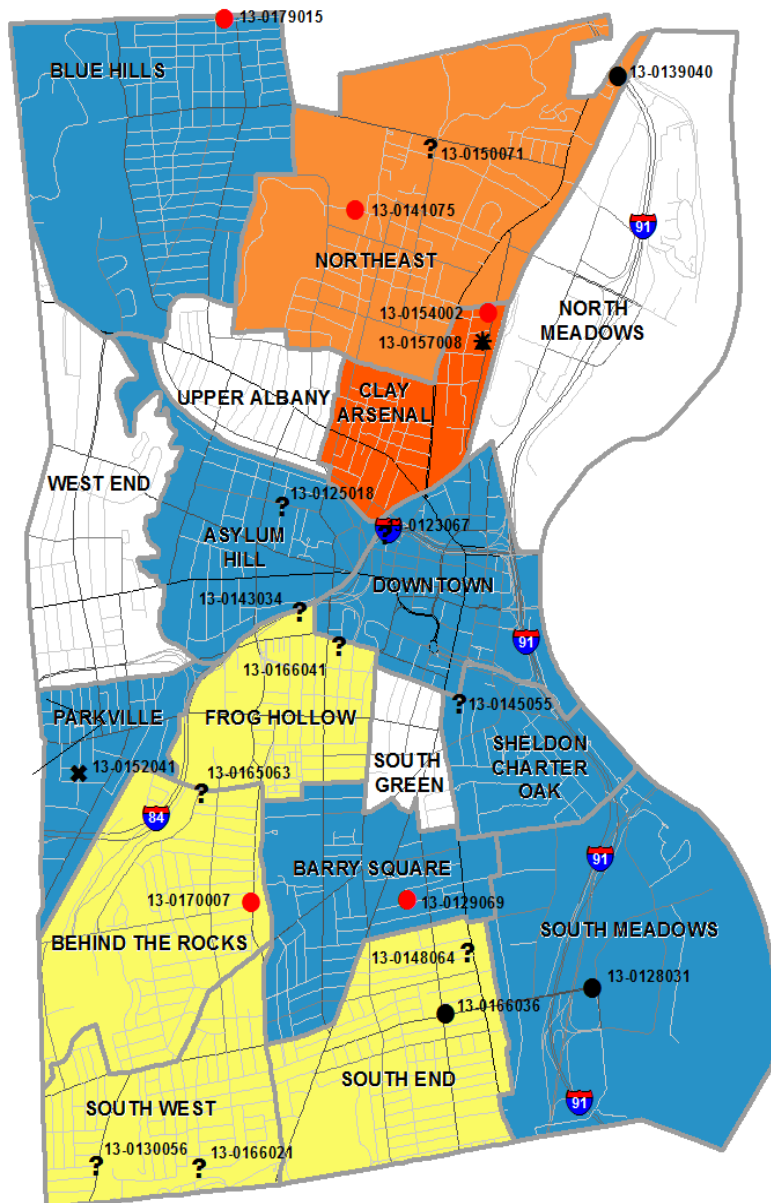 13-0179015
BLUE HILLS
13-0139040
?
13-0150071
13-0141075
91
NORTHEAST
13-0154002
NORTH
MEADOWS
13-0157008
CLAY
ARSENAL
UPPER ALBANY
WEST END
?
13-0125018
ASYLUM
HILL
-0123067
DOWNTOWN
13-0143034
?
91
?
13-0166041
PARKVILLE
FROG HOLLOW
?
13-0145055
SHELDON
CHARTER
OAK
SOUTH
GREEN
13-0152041
13-0165063
?
84
91
BARRY SQUARE
13-0170007
13-0129069
BEHIND THE ROCKS
SOUTH MEADOWS
13-0148064
?
13-0128031
13-0166036
SOUTH END
91
SOUTH WEST
13-0130056
?
13-0166021
?